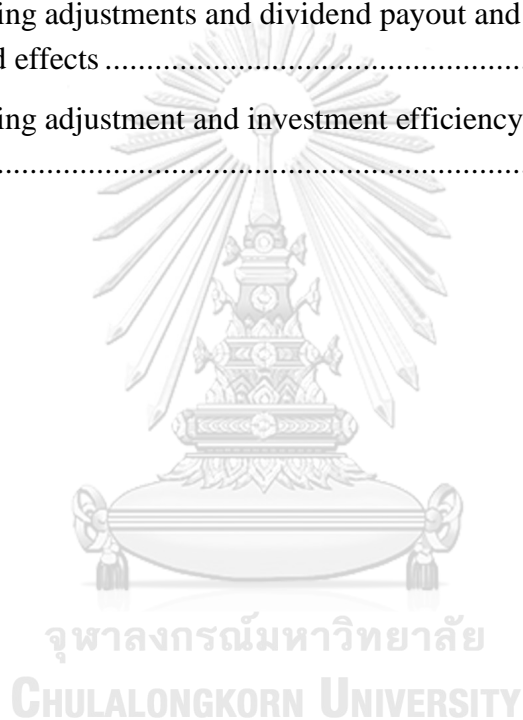 ing adjustments and dividend payout and
d effects ................................................................
ing adjustment and investment efficiency
................................................................................
จุฬาลงกรณ์มหาวิทยาลัย
CHULALONGKORN UNIVERSITY